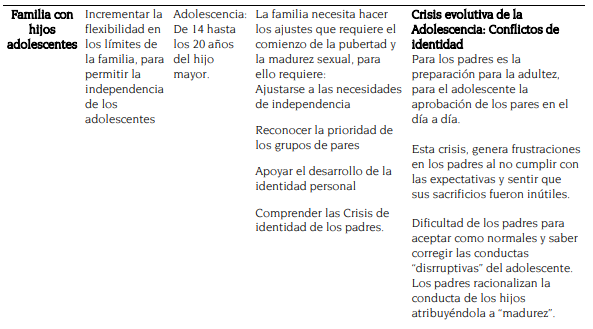 Familia con
hijos
adolescentes
Incrementar la
flexibilidad en
los límites de
la familia, para
permitir la
independencia
de los
adolescentes
Adolescencia:
De 14 hasta
los 20 años
del hijo
mayor.
La familia necesita hacer
los ajustes que requiere el
comienzo de la pubertad y
la madurez sexual, para
ello requiere:
Ajustarse a las necesidades
de independencia
Reconocer la prioridad de
los grupos de pares
Apoyar el desarrollo de la
identidad personal
Comprender las Crisis de
identidad de los padres.
Crisis evolutiva de la
Adolescencia: Conflictos de
identidad
Para los padres es la
preparación para la adultez,
para el adolescente la
aprobación de los pares en el
día a día.
Esta crisis, genera frustraciones
en los padres al no cumplir con
las expectativas y sentir que
sus sacrificios fueron inútiles.
Dificultad de los padres para
aceptar como normales y saber
corregir las conductas
“disrruptivas” del adolescente.
Los padres racionalizan la
conducta de los hijos
atribuyéndola a “madurez”.